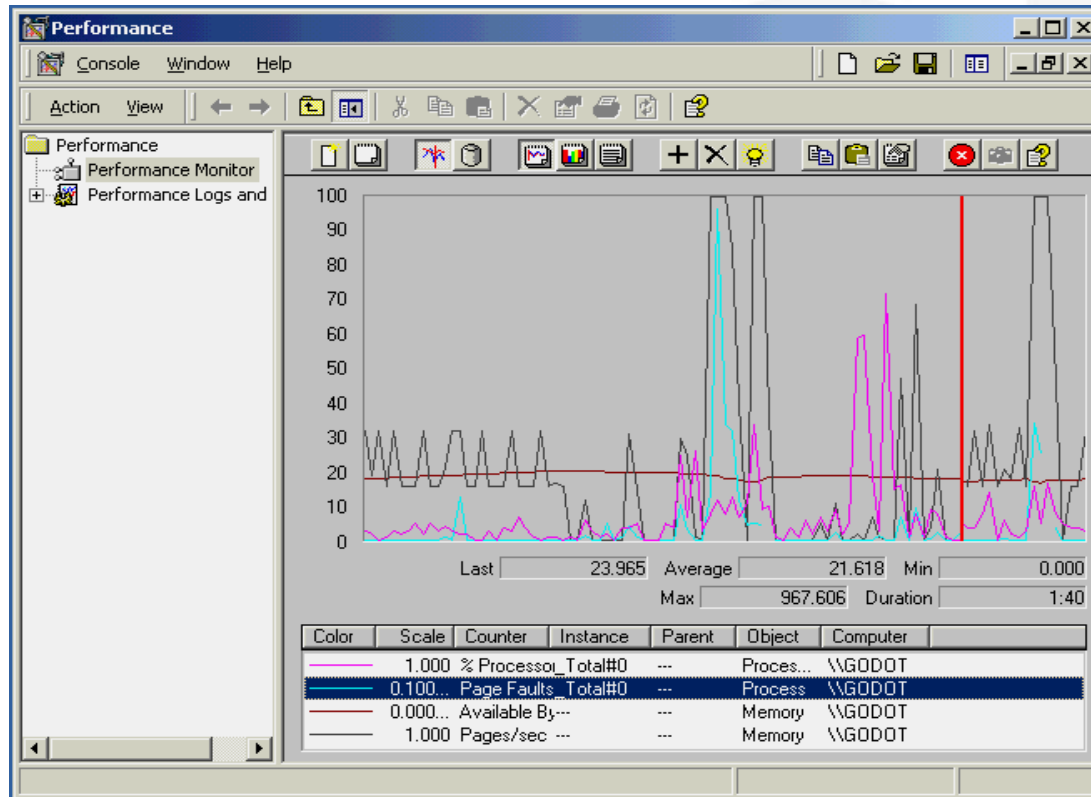 Performance
Console Window Help
Action View
Performance
Performance Monitor
Performance Logs and
100
90
80
70
60
50
40
30
20
10
0
Last 23.965 Average 21.618 Min 0.000
Max 967.606 Duration 1:40
Color Scale Counter Instance Parent Object Computer
1.000 % Processor _Total#0 --- Proces... \\GODOT
0.100... Page Faults _Total#0 --- Process \\GODOT
0.000... Available By --- --- Memory \\GODOT
1.000 Pages/sec --- --- Memory \\GODOT